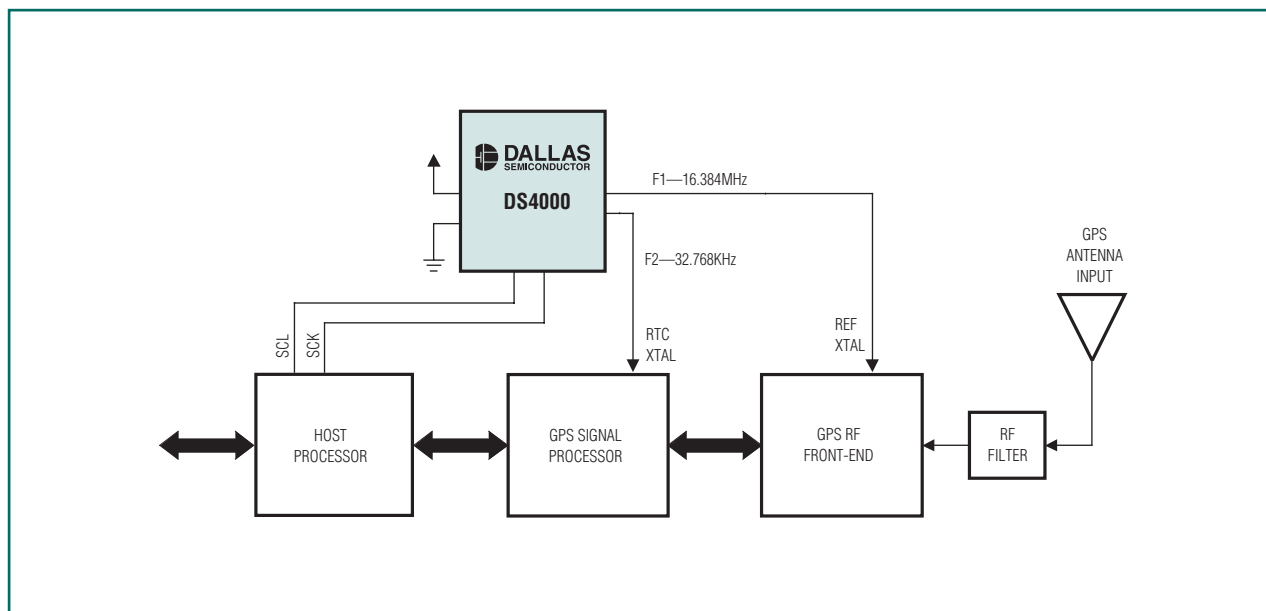 DALLAS
SEMICONDUCTOR
DS4000
F1—16.384MHz
F2—32.768KHz
GPS
ANTENNA
INPUT
SCL
SCK
RTC
XTAL
REF
XTAL
HOST
PROCESSOR
GPS SIGNAL
PROCESSOR
GPS RF
FRONT-END
RF
FILTER